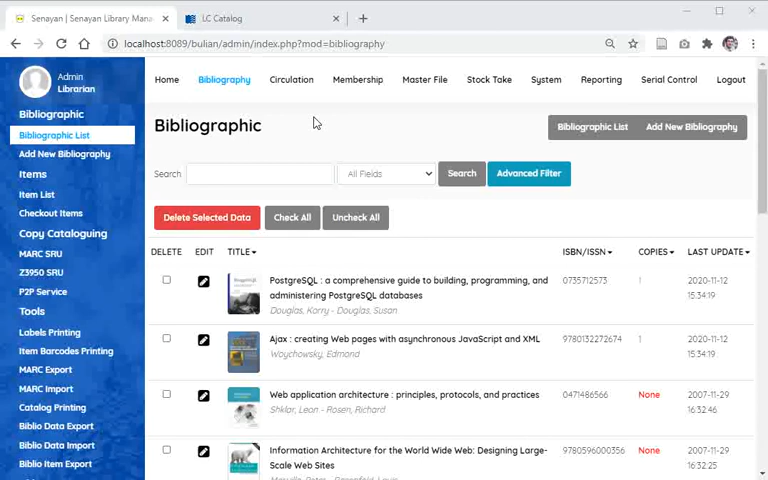 Senayan | Senayan Library Mana
LC Catalog
localhost:8089/bulian/admin/index.php?mod=bibliography
Admin
Librarian
Home
Bibliography
Circulation
Membership
Master File
Stock Take
System
Reporting
Serial Control
Logout
Bibliographic
Bibliographic List
Add New Bibliography
Items
Item List
Checkout Items
Copy Cataloguing
MARC SRU
Z3950 SRU
P2P Service
Tools
Labels Printing
Item Barcodes Printing
MARC Export
MARC Import
Catalog Printing
Biblio Data Export
Biblio Data Import
Biblio Item Export
Bibliographic
Bibliographic List
Add New Bibliography
Search
All Fields
Search
Advanced Filter
Delete Selected Data
Check All
Uncheck All
DELETE
EDIT
TITLE
ISBN/ISSN
COPIES
LAST UPDATE
PostgreSQL : a comprehensive guide to building, programming, and
administering PostgreSQL databases
Douglas, Korry - Douglas, Susan
0735712573
1
2020-11-12
15:34:19
Ajax : creating Web pages with asynchronous JavaScript and XML
Woychowsky, Edmond
9780132272674
1
2020-11-12
15:34:19
Web application architecture : principles, protocols, and practices
Shklar, Leon - Rosen, Richard
0471486566
None
2007-11-29
16:32:46
Information Architecture for the World Wide Web: Designing Large-
Scale Web Sites
9780596000356
None
2007-11-29
16:32:25